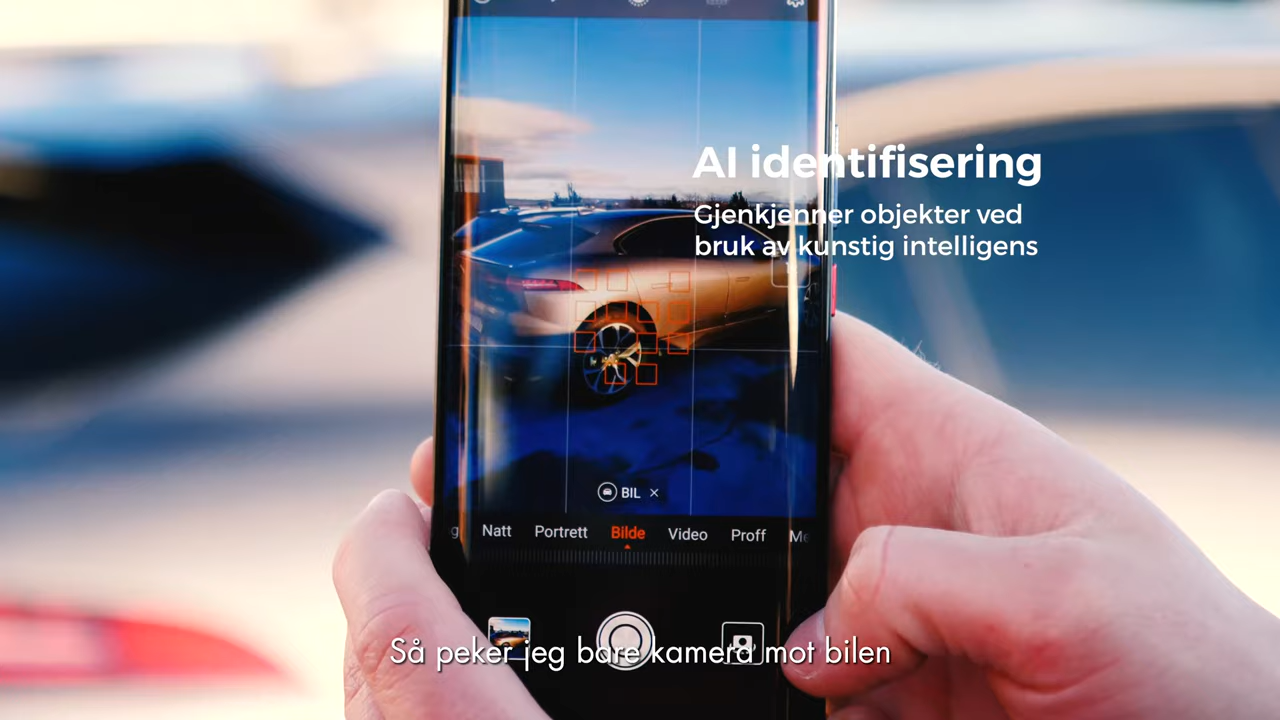 AI identifisering
Gjenkjenner objekter ved
bruk av kunstig intelligens
BIL
Natt Portrett Bilde Video Proff
Så peker jeg bare kamera mot bilen